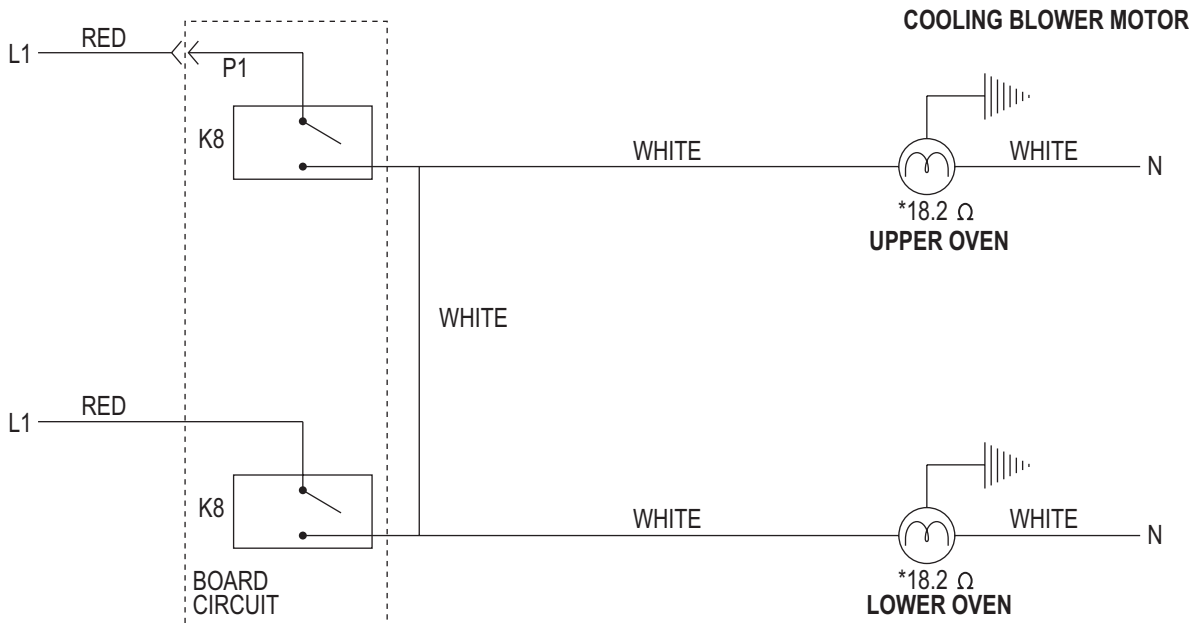 COOLING BLOWER MOTOR
L1
RED
P1
K8
WHITE
WHITE
N
*18.2 Ω
UPPER OVEN
WHITE
L1
RED
K8
WHITE
WHITE
N
*18.2 Ω
LOWER OVEN
BOARD
CIRCUIT